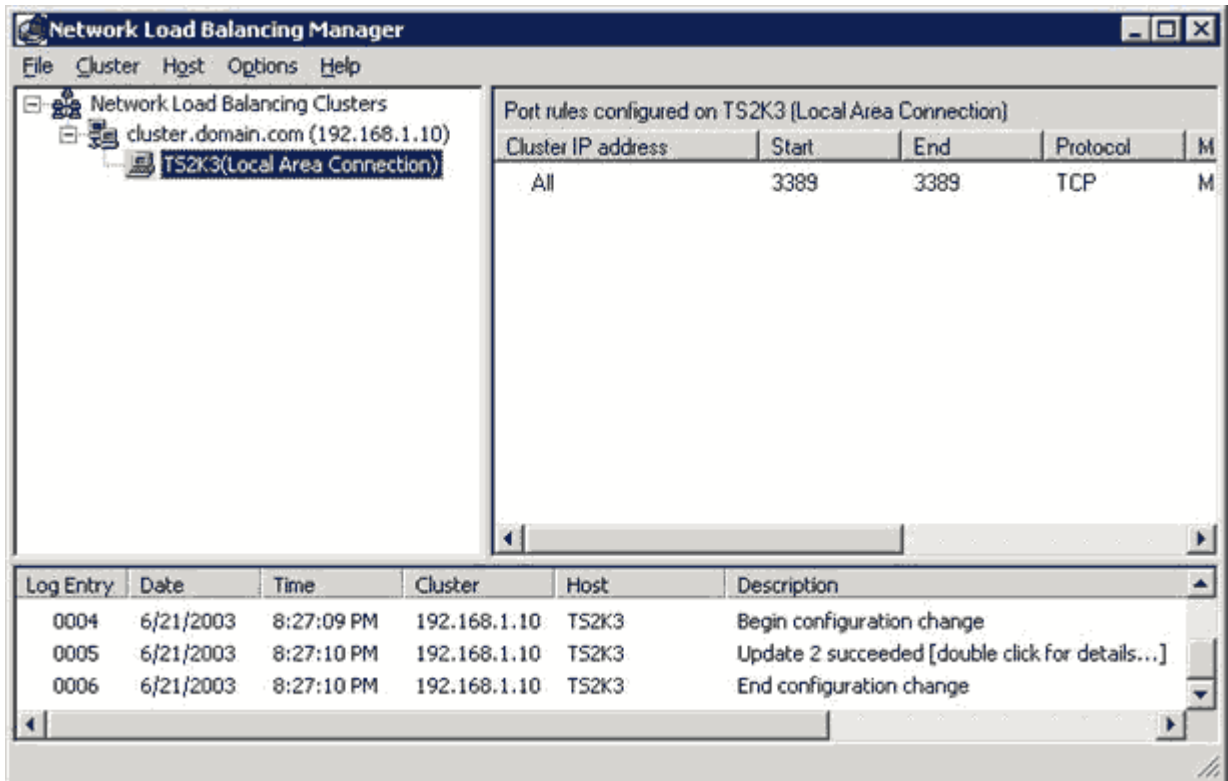 Network Load Balancing Manager
File Cluster Host Options Help
Network Load Balancing Clusters
cluster.domain.com (192.168.1.10)
TS2K3(Local Area Connection)
Port rules configured on TS2K3 (Local Area Connection)
Cluster IP address Start End Protocol M
All 3389 3389 TCP M
Log Entry Date Time Cluster Host Description
0004 6/21/2003 8:27:09 PM 192.168.1.10 TS2K3 Begin configuration change
0005 6/21/2003 8:27:10 PM 192.168.1.10 TS2K3 Update 2 succeeded [double click for details...]
0006 6/21/2003 8:27:10 PM 192.168.1.10 TS2K3 End configuration change